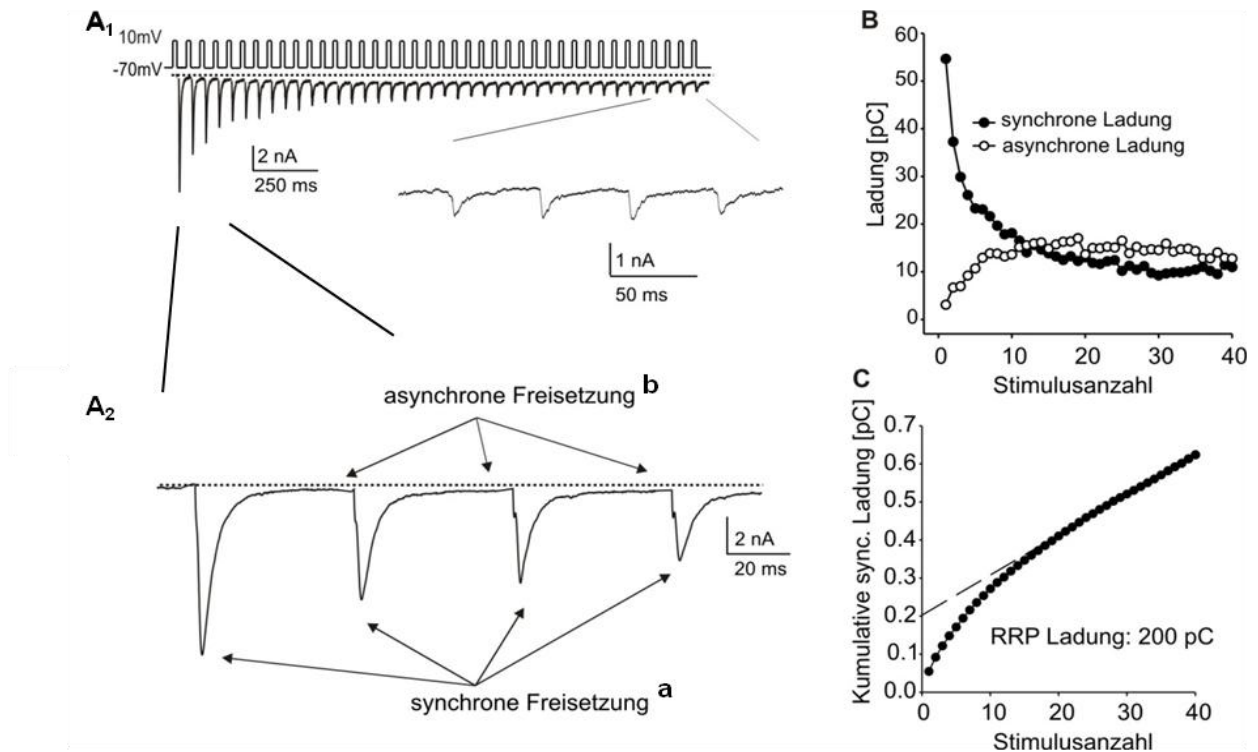 A1
10mV
-70mV
2 nA
250 ms
1 nA
50 ms
A2
asynchrone Freisetzung b
2 nA
20 ms
synchrone Freisetzung a
B
Ladung [pC]
60
50
40
30
20
10
0
synchrone Ladung
asynchrone Ladung
0 10 20 30 40
Stimulusanzahl
C
Kumulative sync. Ladung [pC]
0.7
0.6
0.5
0.4
0.3
0.2
0.1
0.0
RRP Ladung: 200 pC
0 10 20 30 40
Stimulusanzahl